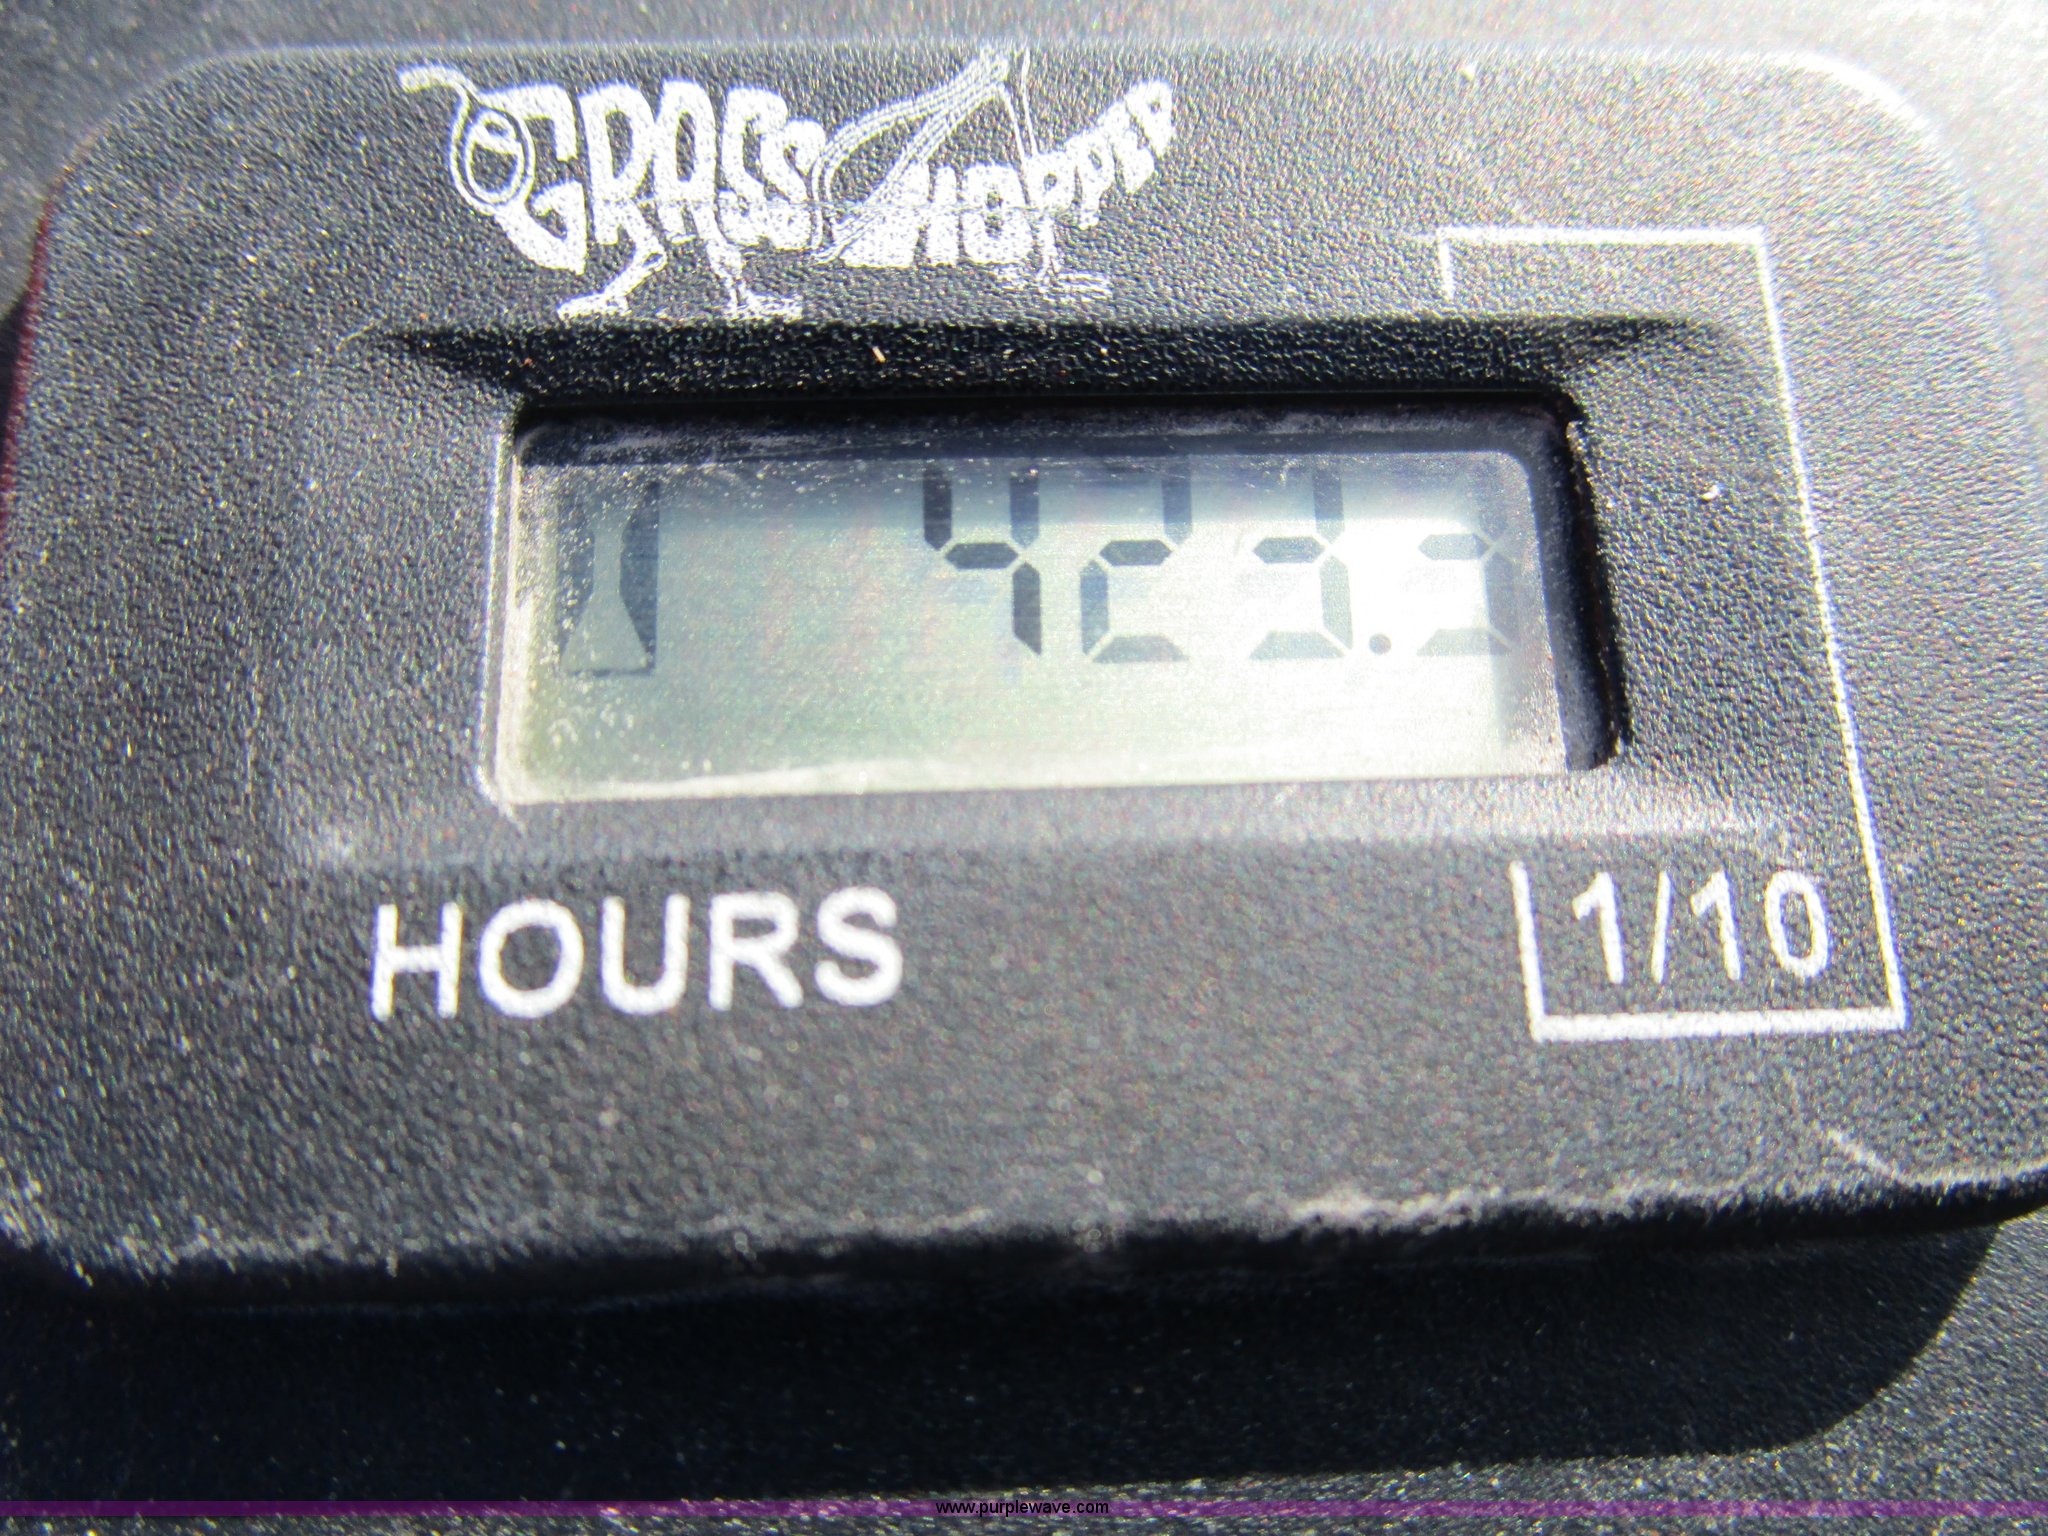 GRASSHOPPER
423.3
HOURS
1/10
www.purplewave.com